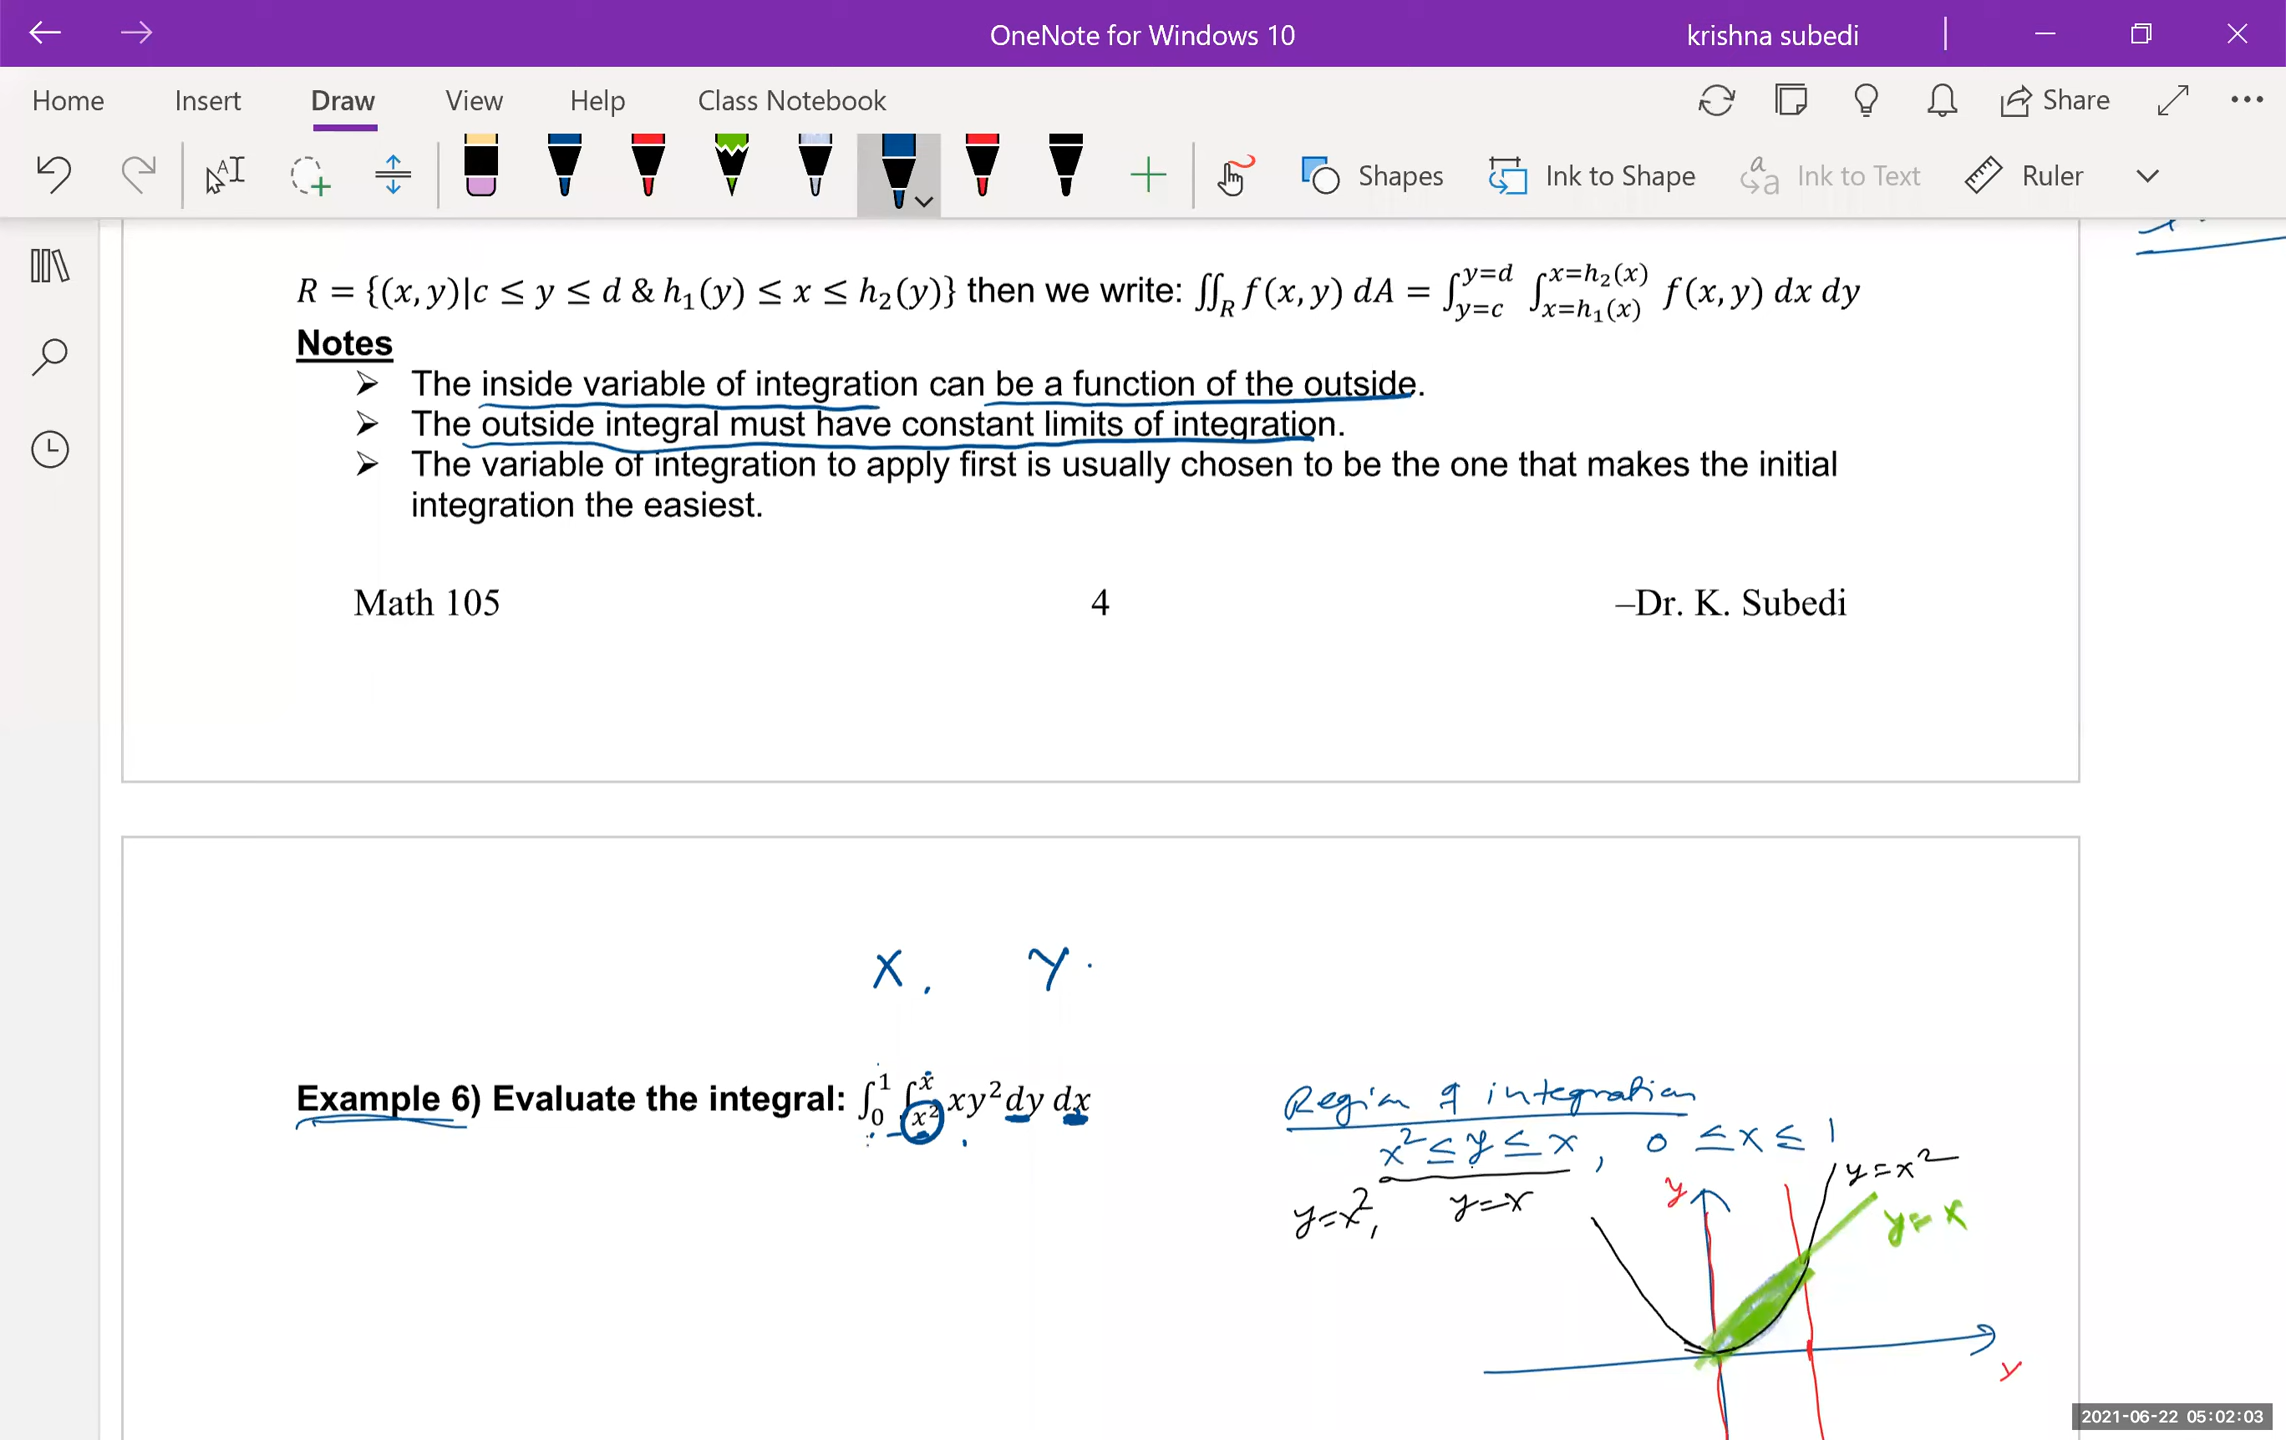 OneNote for Windows 10
krishna subedi
Home Insert Draw View Help Class Notebook
Share
Shapes Ink to Shape Ink to Text Ruler
R = {(x, y)|c ≤ y ≤ d & h₁(y) ≤ x ≤ h₂(y)} then we write: ∬_R f(x, y) dA = ∫_{y=c}^{y=d} ∫_{x=h₁(x)}^{x=h₂(x)} f(x, y) dx dy
Notes
➤ The inside variable of integration can be a function of the outside.
➤ The outside integral must have constant limits of integration.
➤ The variable of integration to apply first is usually chosen to be the one that makes the initial
integration the easiest.
Math 105 4 –Dr. K. Subedi
x, y.
Example 6) Evaluate the integral: ∫_0^1 ∫_{x²}^x xy² dy dx
Region of integration
x² ≤ y ≤ x, 0 ≤ x ≤ 1
y = x², y = x
y = x²
y
y = x
2021-06-22 05:02:03